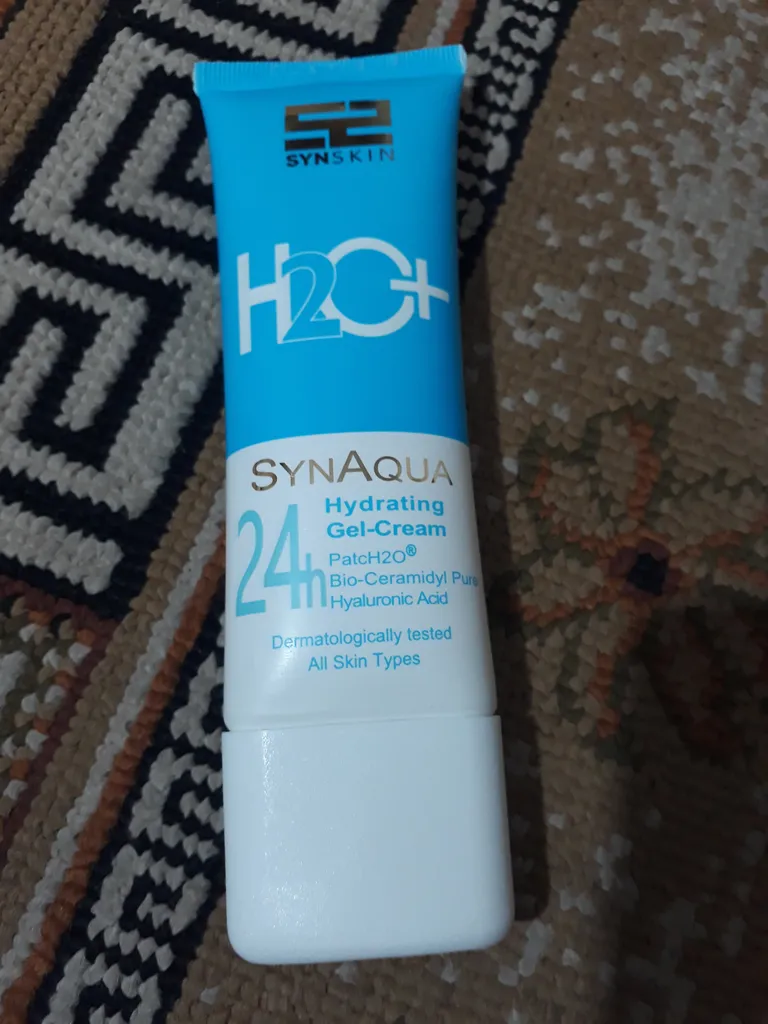 SYNSKIN
H2O+
SYNAQUA
24h
Hydrating
Gel-Cream
PatcH2O®
Bio-Ceramidyl Pure
Hyaluronic Acid
Dermatologically tested
All Skin Types